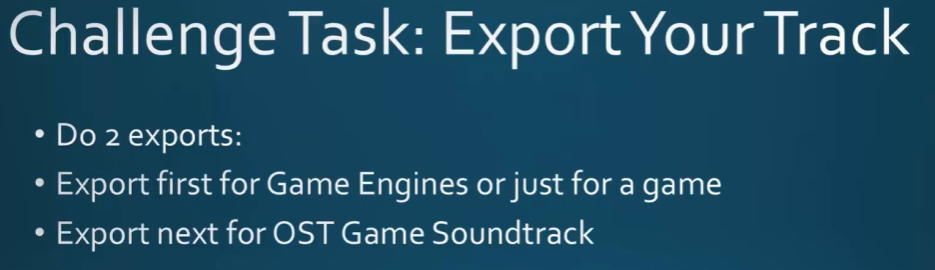 Challenge Task: Export Your Track
• Do 2 exports:
• Export first for Game Engines or just for a game
• Export next for OST Game Soundtrack